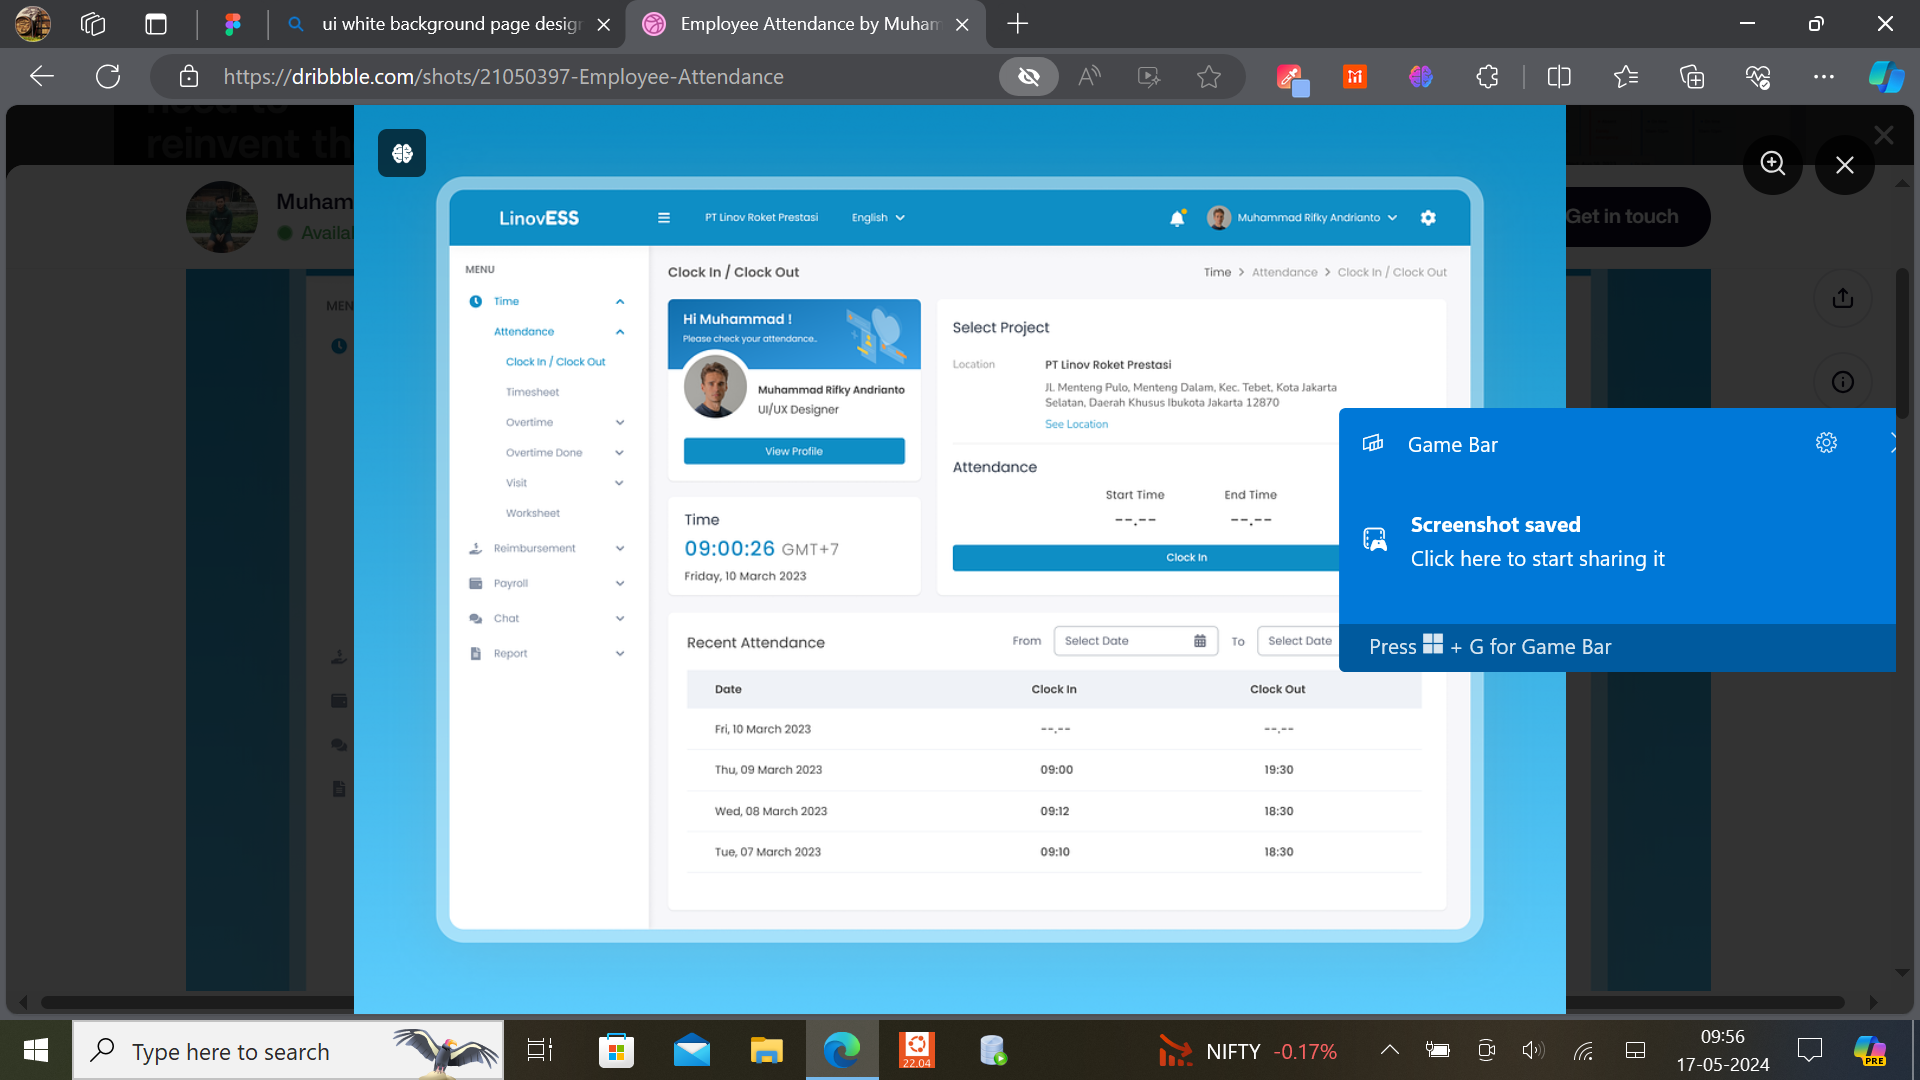 ui white background page desig
Employee Attendance by Muham
https://dribbble.com/shots/21050397-Employee-Attendance
need to
reinvent th
Muham
Availa
Get in touch
MEN
LinovESS
PT Linov Roket Prestasi
English
Muhammad Rifky Andrianto
MENU
Time
Attendance
Clock In / Clock Out
Timesheet
Overtime
Overtime Done
Visit
Worksheet
Reimbursement
Payroll
Chat
Report
Clock In / Clock Out
Time > Attendance > Clock In / Clock Out
Hi Muhammad !
Please check your attendance..
Muhammad Rifky Andrianto
UI/UX Designer
View Profile
Time
09:00:26 GMT+7
Friday, 10 March 2023
Select Project
Location
PT Linov Roket Prestasi
Jl. Menteng Pulo, Menteng Dalam, Kec. Tebet, Kota Jakarta
Selatan, Daerah Khusus Ibukota Jakarta 12870
See Location
Attendance
Start Time End Time
--.-- --.--
Clock In
Recent Attendance
From Select Date To Select Date
Date Clock In Clock Out
Fri, 10 March 2023 --.-- --.--
Thu, 09 March 2023 09:00 19:30
Wed, 08 March 2023 09:12 18:30
Tue, 07 March 2023 09:10 18:30
Game Bar
Screenshot saved
Click here to start sharing it
Press + G for Game Bar
Type here to search
22.04
NIFTY -0.17%
09:56
17-05-2024
PRE